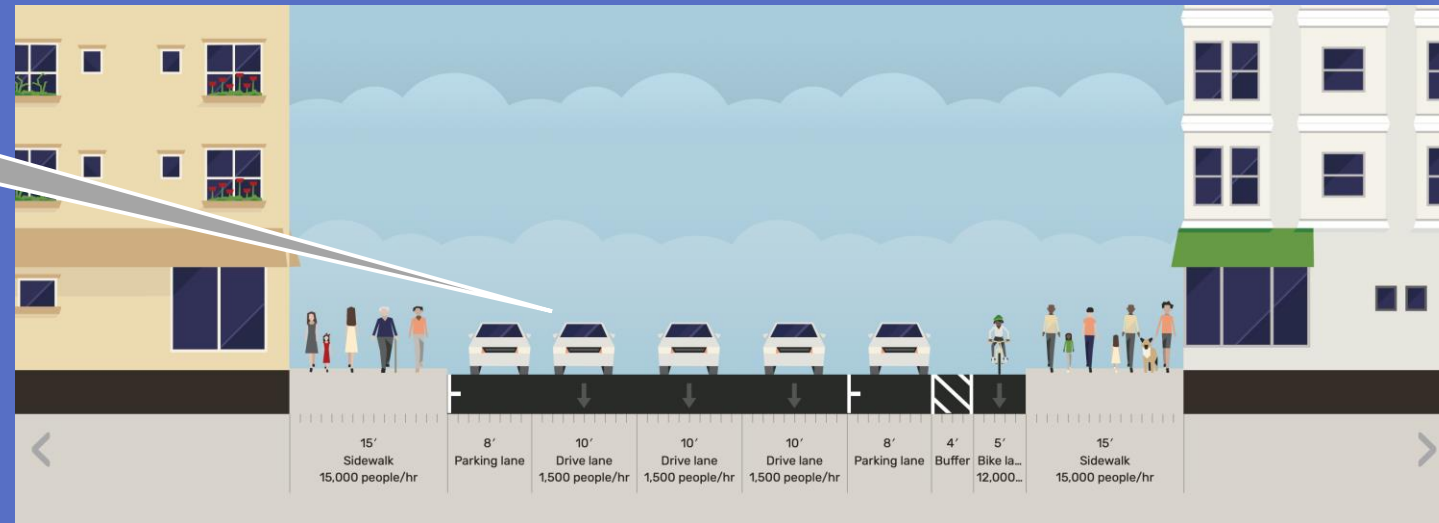 15′
Sidewalk
15,000 people/hr
8′
Parking lane
10′
Drive lane
1,500 people/hr
10′
Drive lane
1,500 people/hr
10′
Drive lane
1,500 people/hr
8′
Parking lane
4′
Buffer
5′
Bike la...
12,000...
15′
Sidewalk
15,000 people/hr